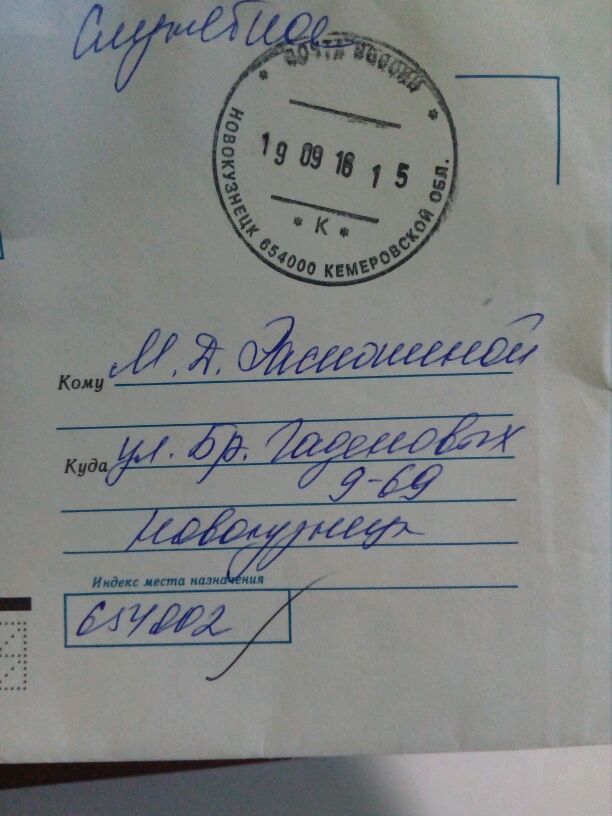 Служебное
ПОЧТА РОССИИ
19 09 16 15
* К *
НОВОКУЗНЕЦК 654000 КЕМЕРОВСКОЙ ОБЛ.
Кому М. Д.
Куда ул. Бр. Гаденовых
9-69
Новокузнецк
Индекс места назначения
654002